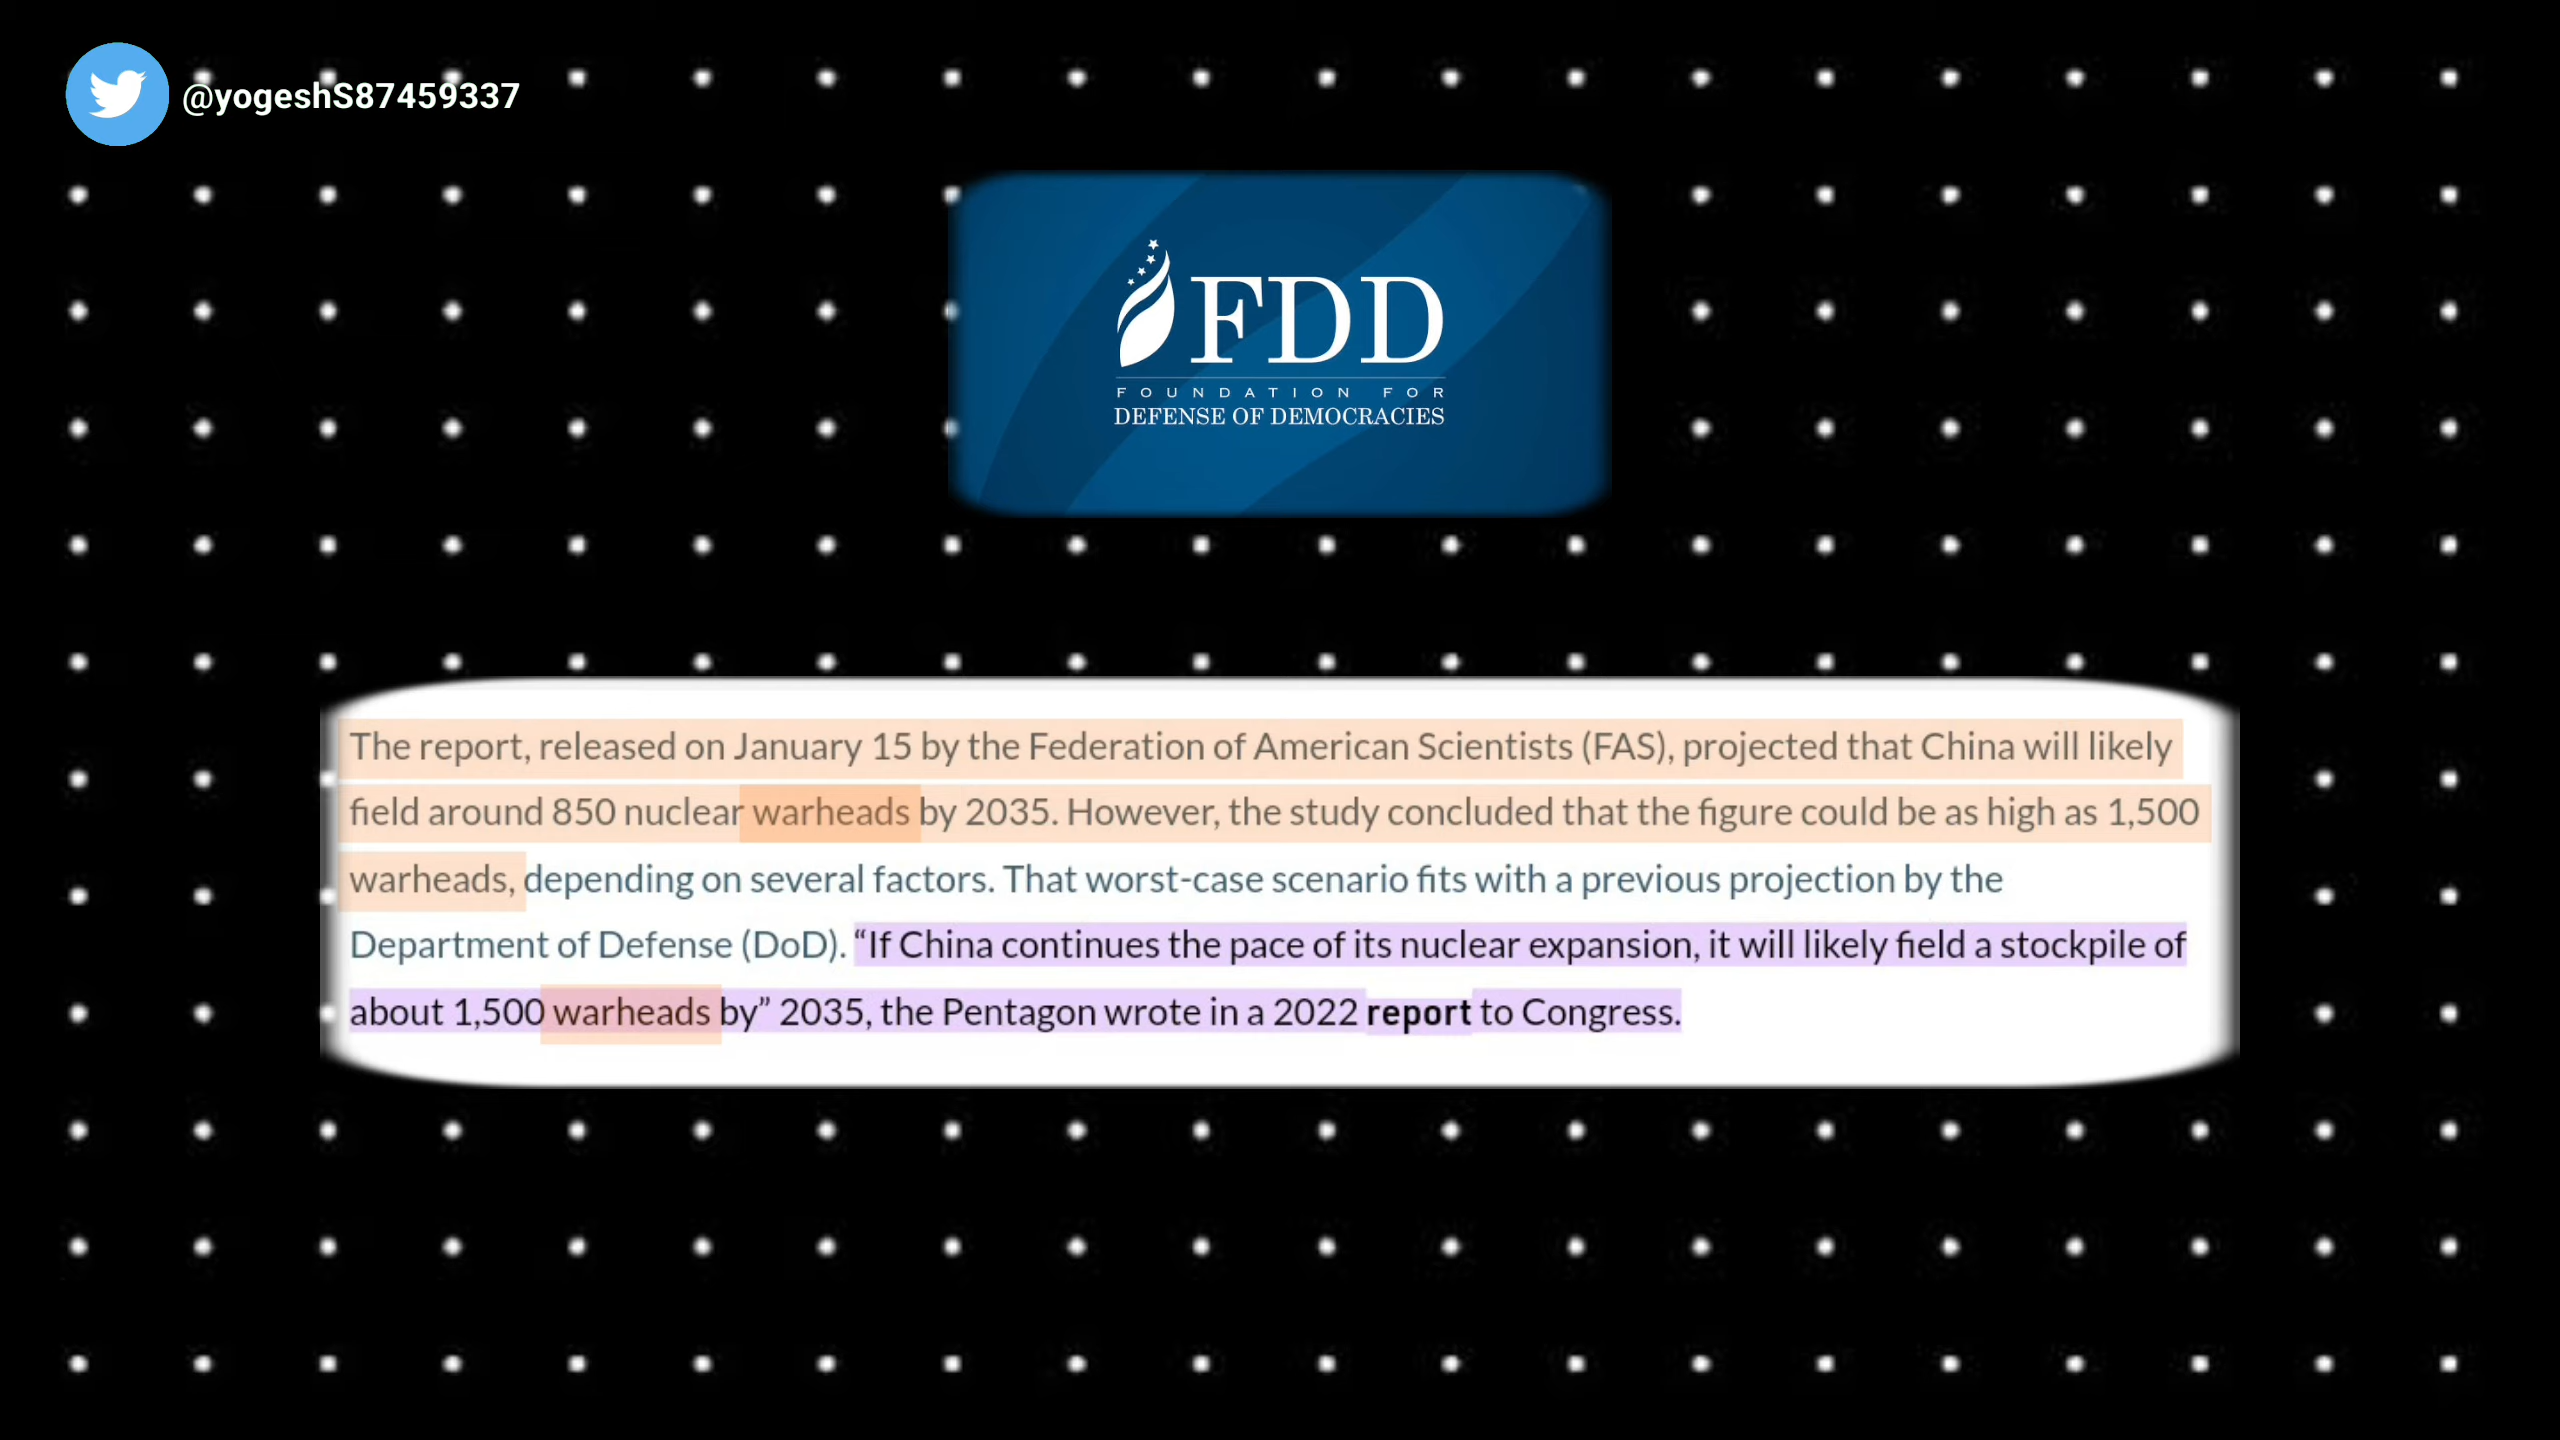 @yogeshS87459337
FDD
FOUNDATION FOR
DEFENSE OF DEMOCRACIES
The report, released on January 15 by the Federation of American Scientists (FAS), projected that China will likely
field around 850 nuclear warheads by 2035. However, the study concluded that the figure could be as high as 1,500
warheads, depending on several factors. That worst-case scenario fits with a previous projection by the
Department of Defense (DoD). “If China continues the pace of its nuclear expansion, it will likely field a stockpile of
about 1,500 warheads by” 2035, the Pentagon wrote in a 2022 report to Congress.